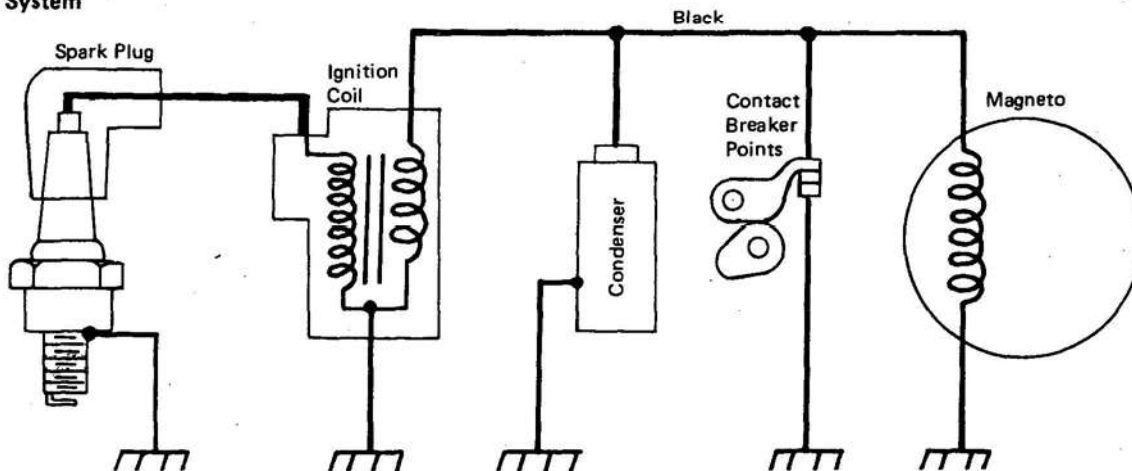 System
Black
Spark Plug
Ignition
Coil
Contact
Breaker
Points
Magneto
Condenser